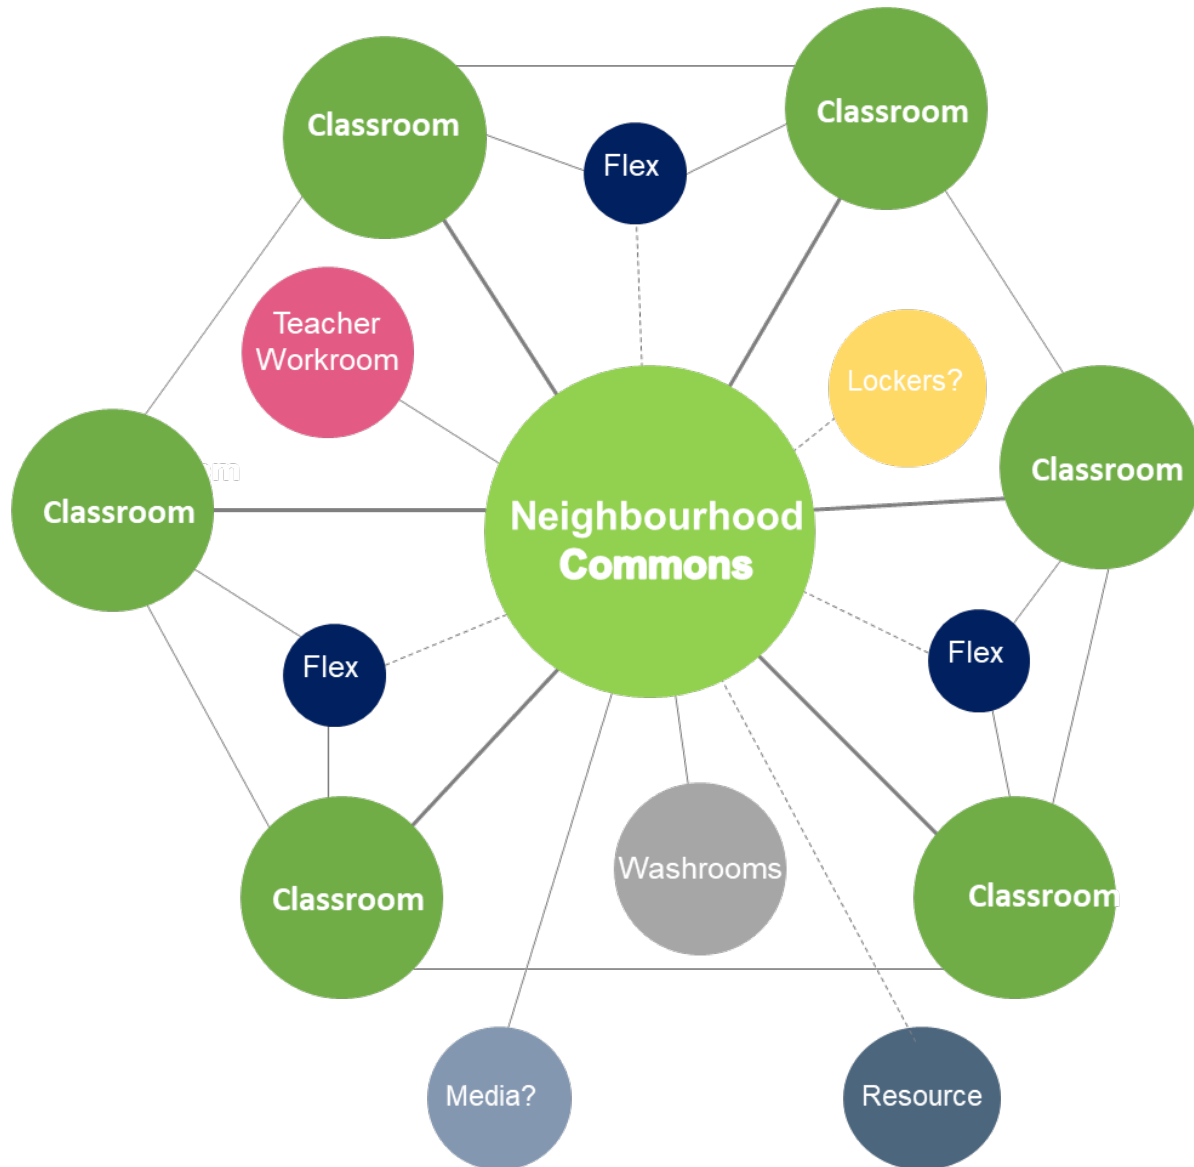 Classroom
Classroom
Flex
Teacher
Workroom
Lockers?
Classroom
Classroom
Neighbourhood
Commons
Flex
Flex
Washrooms
Classroom
Classroom
Media?
Resource